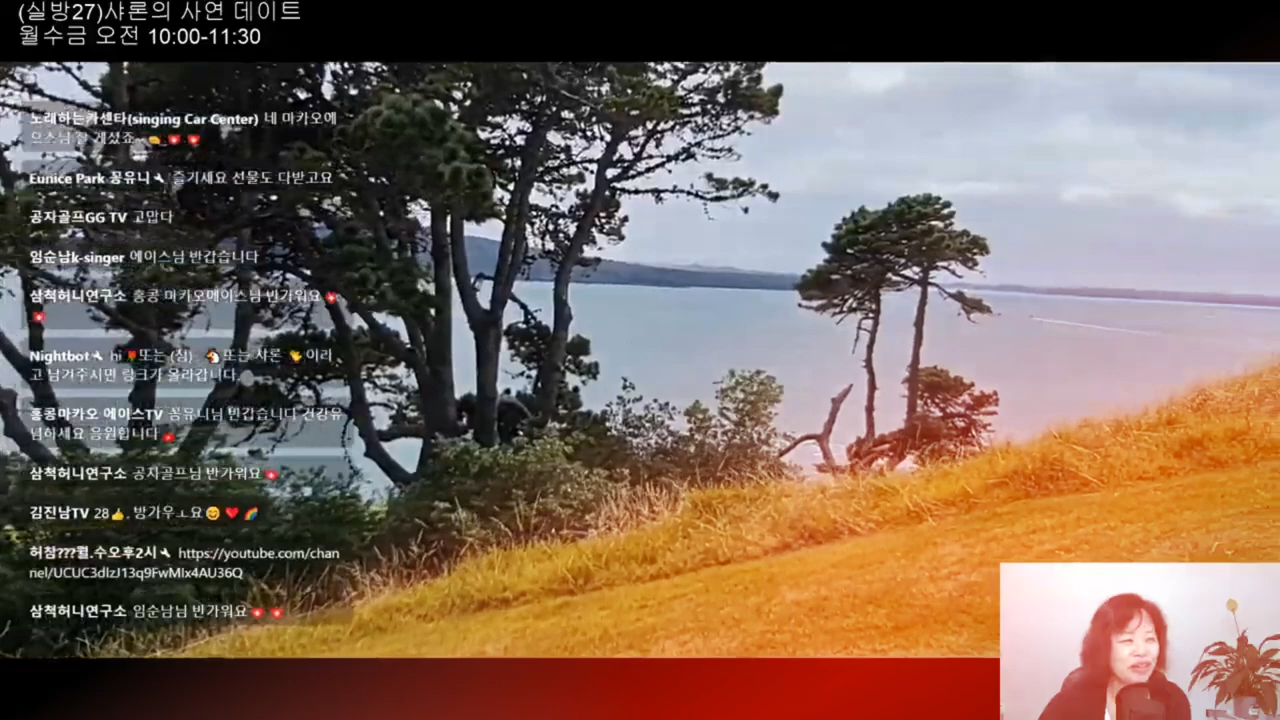 (실방27)샤론의 사연 데이트
월수금 오전 10:00-11:30
노래하는카센타(singing Car Center) 네 마카오에
으스님 잘 계셨죠~
Eunice Park 꽁유니 즐기세요 선물도 다받고요
공자골프GG TV 고맙다
임순남k-singer 에이스님 반갑습니다
삼척허니연구소 홍콩 마카오메이스님 반가워요
Nightbot hi 또는 (심) 또는 샤론 이리
고 남겨주시면 링크가 올라갑니다.
홍콩마카오 에이스TV 꽁유니님 반갑습니다 건강유
념하세요 응원합니다
삼척허니연구소 공자골프님 반가워요
김진남TV 28👍. 방가우ㅗ요😊❤️🌈
허참???월.수오후2시 https://youtube.com/chan
nel/UCUC3dIzJ13q9FwMIx4AU36Q
삼척허니연구소 임순남님 반가워요